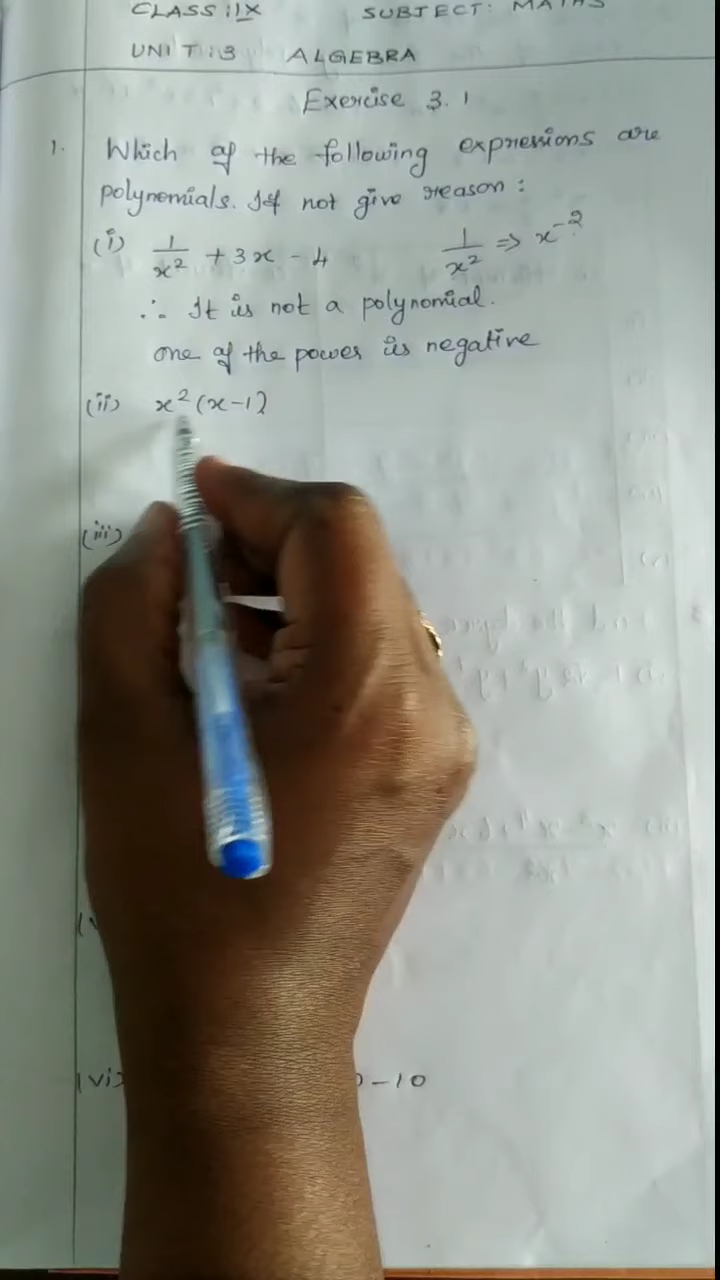 CLASS: IX SUBJECT: MATHS
UNIT: 3 ALGEBRA
Exercise 3.1
1. Which of the following expressions are
polynomials. If not give reason:
(i) 1/x² + 3x - 4 1/x² ⇒ x⁻²
∴ It is not a polynomial.
one of the power is negative
(ii) x²(x-1)
(iii)
(vi) -10